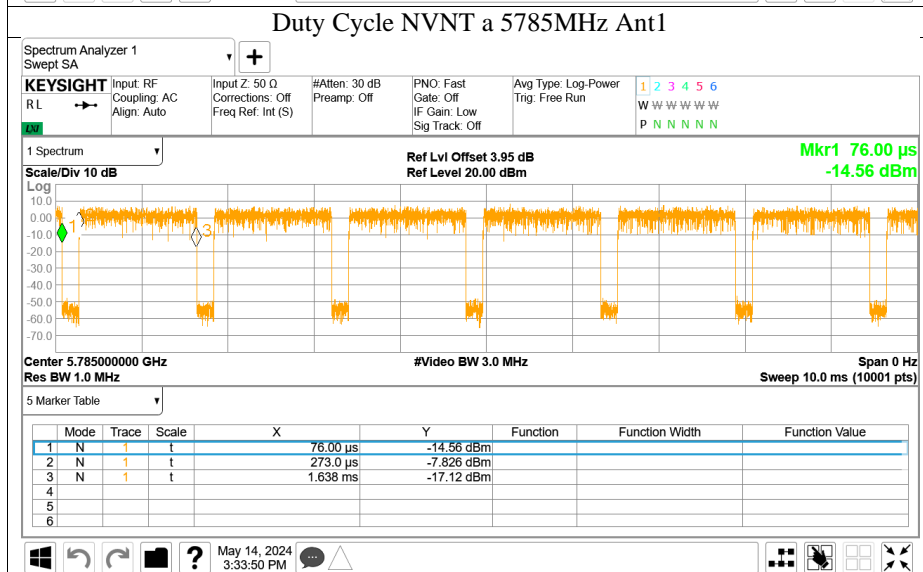 Duty Cycle NVNT a 5785MHz Ant1
Spectrum Analyzer 1
Swept SA
+
KEYSIGHT
RL
LXI
Input: RF
Coupling: AC
Align: Auto
Input Z: 50 Ω
Corrections: Off
Freq Ref: Int (S)
#Atten: 30 dB
Preamp: Off
PNO: Fast
Gate: Off
IF Gain: Low
Sig Track: Off
Avg Type: Log-Power
Trig: Free Run
1 2 3 4 5 6
W W W W W W
P N N N N N
1 Spectrum
Scale/Div 10 dB
Ref Lvl Offset 3.95 dB
Ref Level 20.00 dBm
Mkr1 76.00 µs
-14.56 dBm
Log
10.0
0.00
-10.0
-20.0
-30.0
-40.0
-50.0
-60.0
-70.0
1
3
Center 5.785000000 GHz
#Video BW 3.0 MHz
Span 0 Hz
Res BW 1.0 MHz
Sweep 10.0 ms (10001 pts)
5 Marker Table
Mode Trace Scale X Y Function Function Width Function Value
1 N 1 t 76.00 µs -14.56 dBm
2 N 1 t 273.0 µs -7.826 dBm
3 N 1 t 1.638 ms -17.12 dBm
4
5
6
?
May 14, 2024
3:33:50 PM